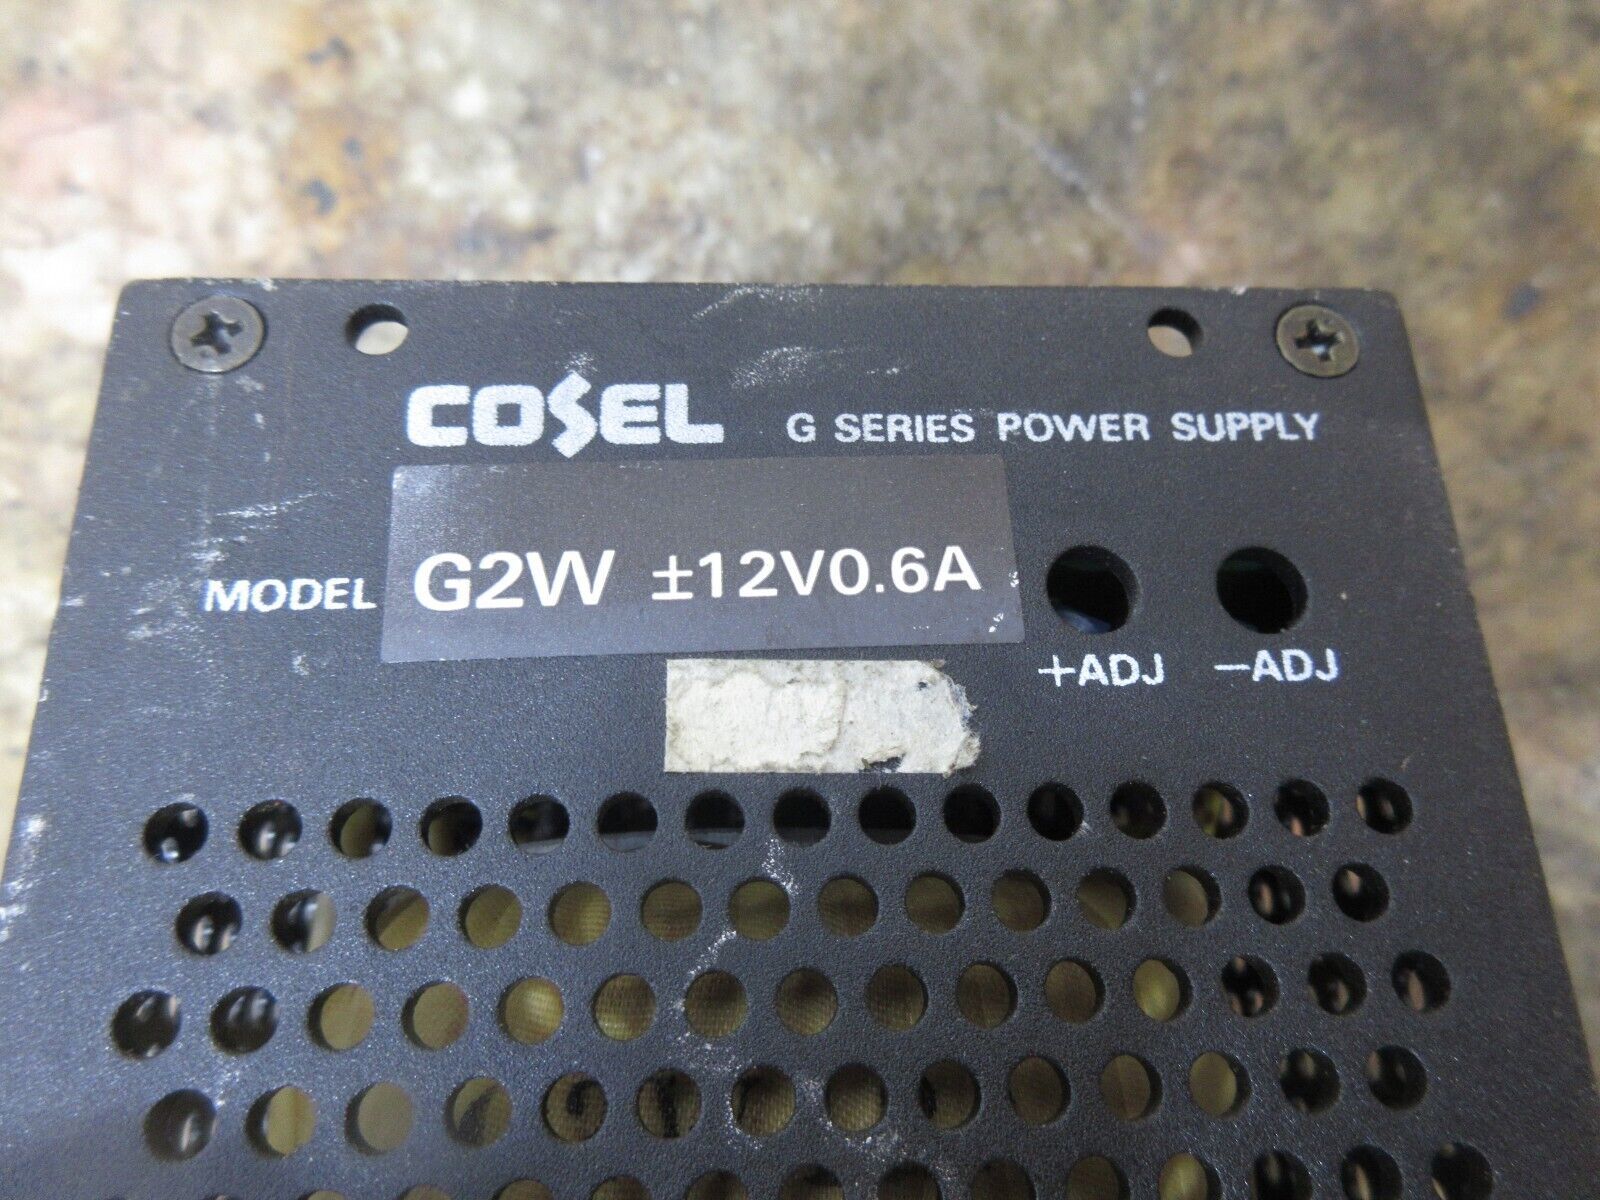 COSEL G SERIES POWER SUPPLY
MODEL G2W ±12V0.6A
+ADJ -ADJ